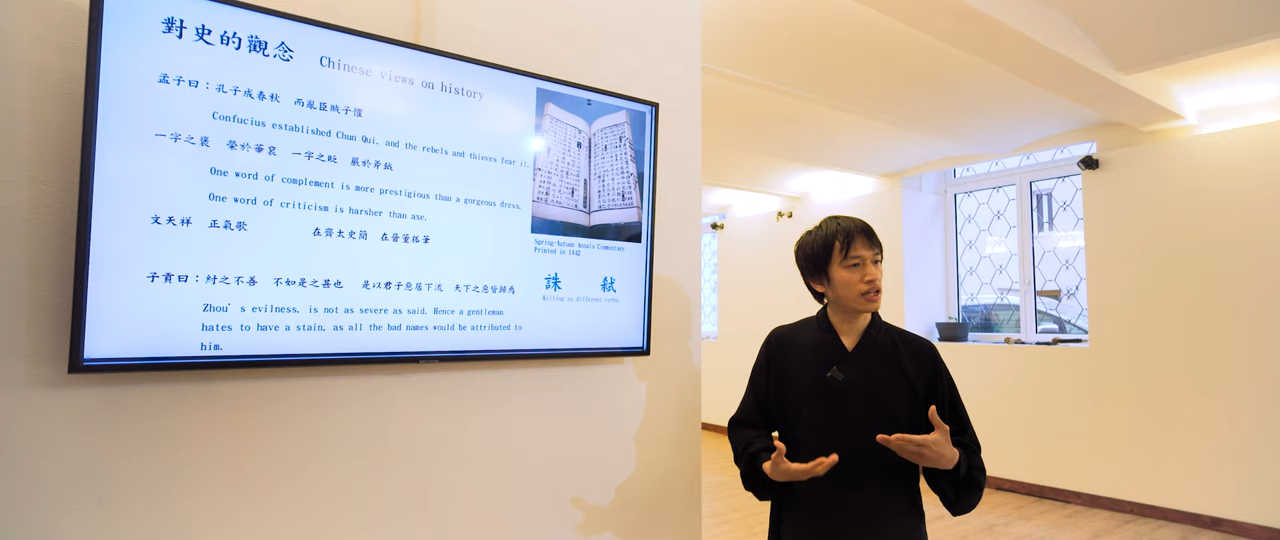 對史的觀念 Chinese views on history
孟子曰：孔子成春秋 而亂臣賊子懼
Confucius established Chun Qui, and the rebels and thieves fear it.
一字之褒 榮於華袞 一字之貶 嚴於斧鉞
One word of complement is more prestigious than a gorgeous dress.
One word of criticism is harsher than axe.
文天祥 正氣歌 在齊太史簡 在晉董狐筆
子貢曰：紂之不善 不如是之甚也 是以君子惡居下流 天下之惡皆歸焉
Zhou's evilness, is not as severe as said. Hence a gentleman
hates to have a stain, as all the bad names would be attributed to
him.
Spring-Autumn Annals Commentary
Printed in 1442
誅 弒
Killing as different verbs